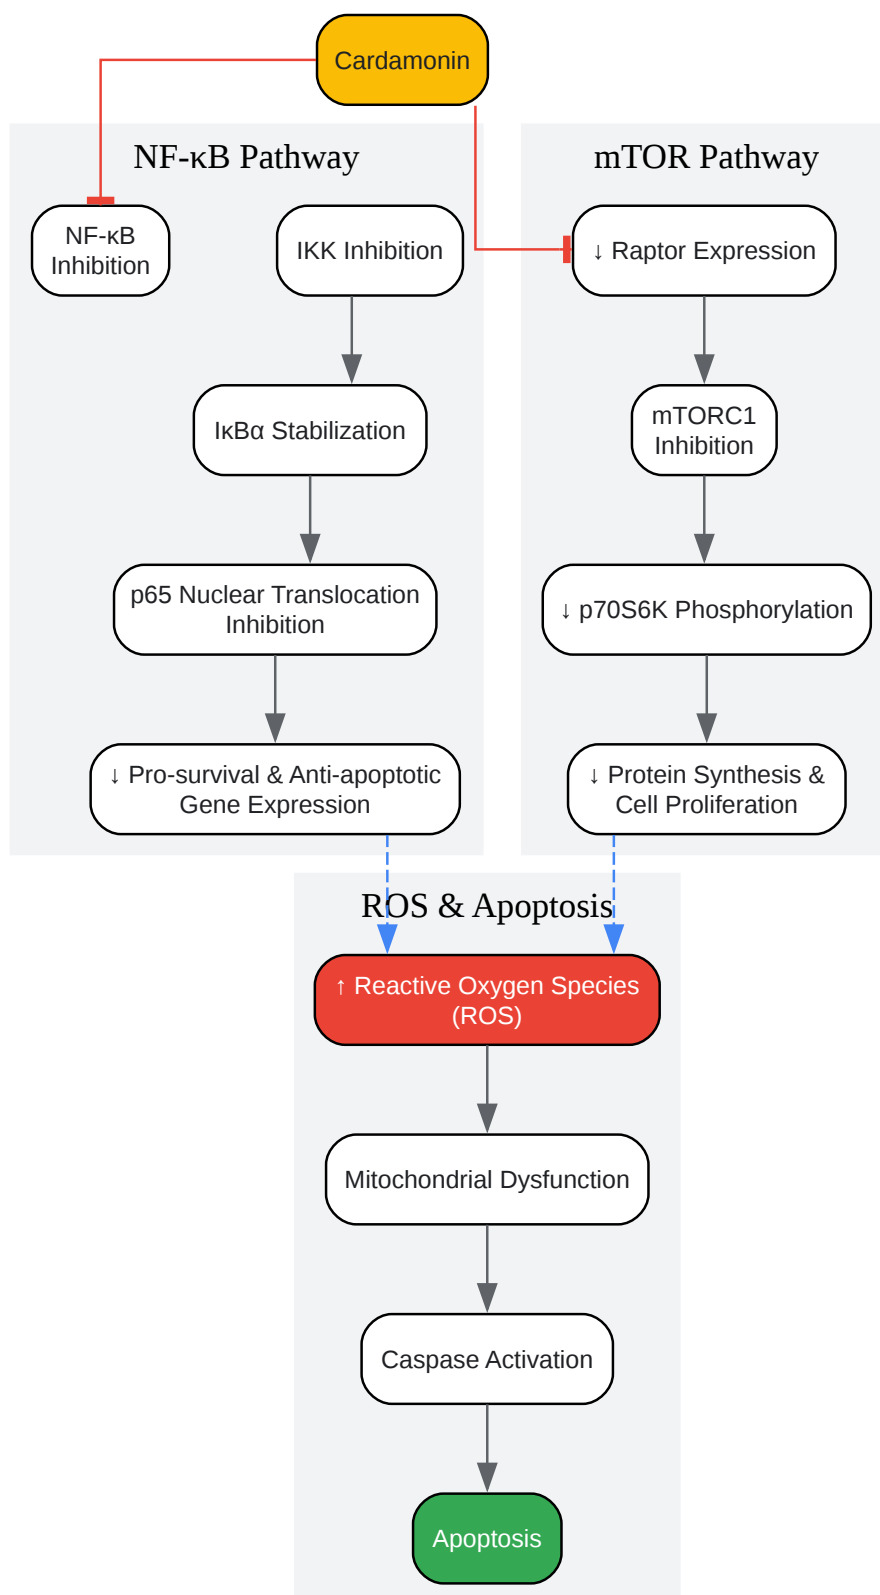 Cardamonin
NF-κB Pathway
NF-κB
Inhibition
IKK Inhibition
IκBα Stabilization
p65 Nuclear Translocation
Inhibition
↓ Pro-survival & Anti-apoptotic
Gene Expression
mTOR Pathway
↓ Raptor Expression
mTORC1
Inhibition
↓ p70S6K Phosphorylation
↓ Protein Synthesis &
Cell Proliferation
ROS & Apoptosis
↑ Reactive Oxygen Species
(ROS)
Mitochondrial Dysfunction
Caspase Activation
Apoptosis